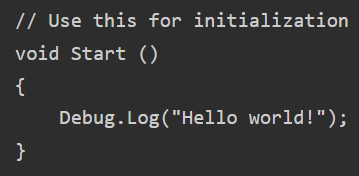 // Use this for initialization
void Start ()
{
    Debug.Log("Hello world!");
}